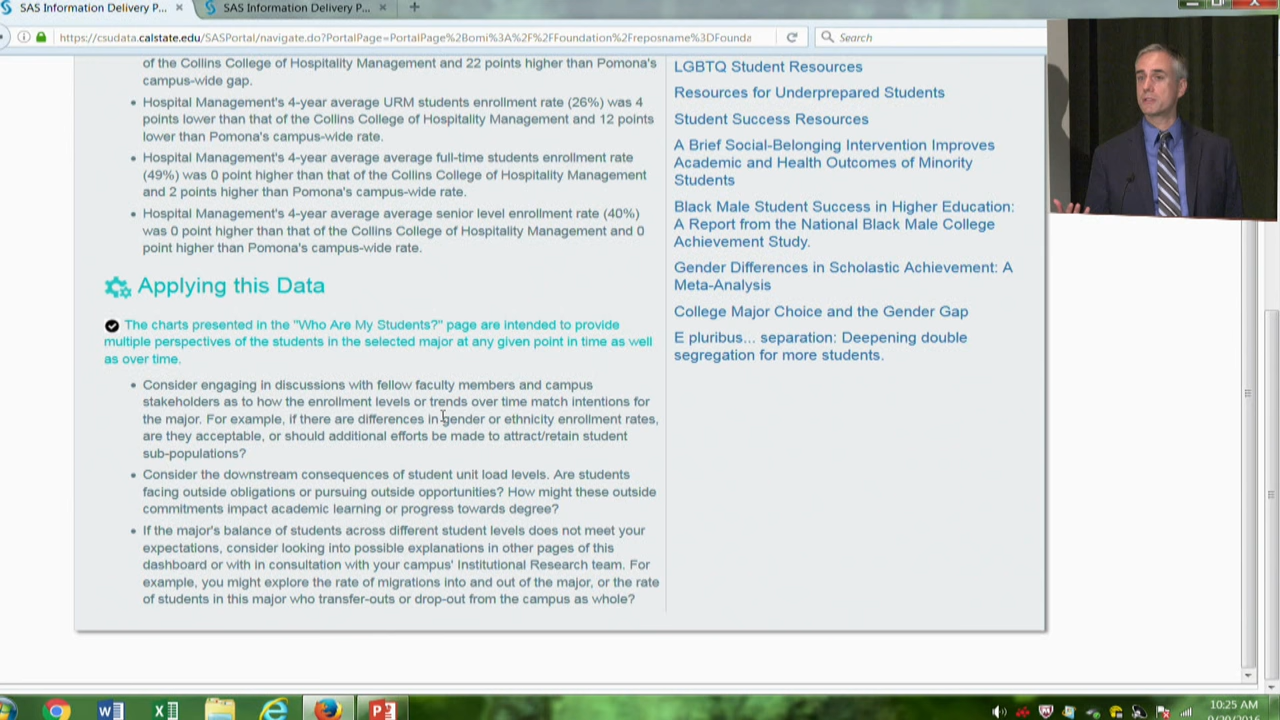 SAS Information Delivery P...
SAS Information Delivery P...
https://csudata.calstate.edu/SASPortal/navigate.do?PortalPage=PortalPage%2Bomi%3A%2F%2FFoundation%2Freposname%3DFounda
Search
of the Collins College of Hospitality Management and 22 points higher than Pomona's
campus-wide gap.
• Hospital Management's 4-year average URM students enrollment rate (26%) was 4
points lower than that of the Collins College of Hospitality Management and 12 points
lower than Pomona's campus-wide rate.
• Hospital Management's 4-year average average full-time students enrollment rate
(49%) was 0 point higher than that of the Collins College of Hospitality Management
and 2 points higher than Pomona's campus-wide rate.
• Hospital Management's 4-year average average senior level enrollment rate (40%)
was 0 point higher than that of the Collins College of Hospitality Management and 0
point higher than Pomona's campus-wide rate.
Applying this Data
The charts presented in the "Who Are My Students?" page are intended to provide
multiple perspectives of the students in the selected major at any given point in time as well
as over time.
• Consider engaging in discussions with fellow faculty members and campus
stakeholders as to how the enrollment levels or trends over time match intentions for
the major. For example, if there are differences in gender or ethnicity enrollment rates,
are they acceptable, or should additional efforts be made to attract/retain student
sub-populations?
• Consider the downstream consequences of student unit load levels. Are students
facing outside obligations or pursuing outside opportunities? How might these outside
commitments impact academic learning or progress towards degree?
• If the major's balance of students across different student levels does not meet your
expectations, consider looking into possible explanations in other pages of this
dashboard or with in consultation with your campus' Institutional Research team. For
example, you might explore the rate of migrations into and out of the major, or the rate
of students in this major who transfer-outs or drop-out from the campus as whole?
LGBTQ Student Resources
Resources for Underprepared Students
Student Success Resources
A Brief Social-Belonging Intervention Improves
Academic and Health Outcomes of Minority
Students
Black Male Student Success in Higher Education:
A Report from the National Black Male College
Achievement Study.
Gender Differences in Scholastic Achievement: A
Meta-Analysis
College Major Choice and the Gender Gap
E pluribus... separation: Deepening double
segregation for more students.
10:25 AM